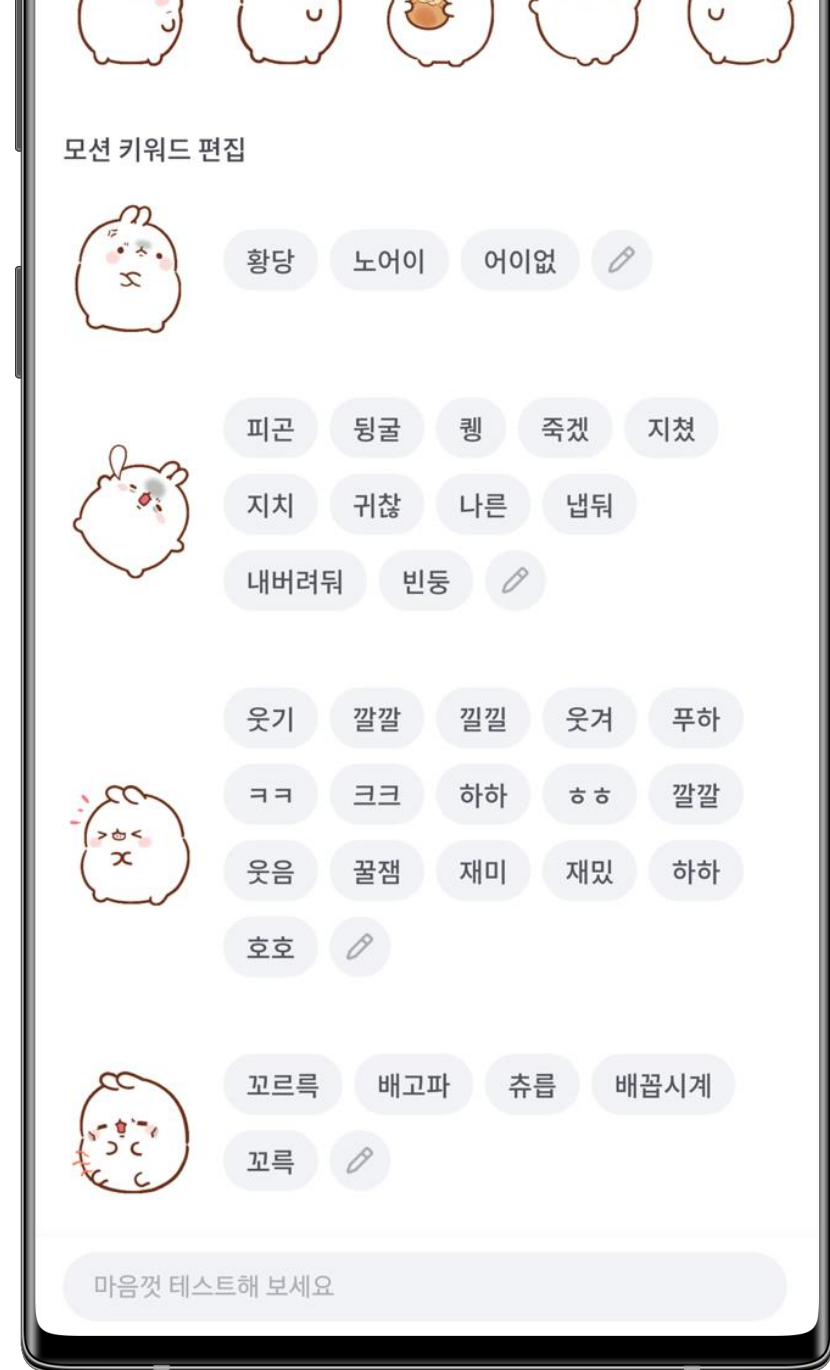 모션 키워드 편집
황당 노어이 어이없
피곤 뒹굴 퀭 죽겠 지쳤
지치 귀찮 나른 냅둬
내버려둬 빈둥
웃기 깔깔 낄낄 웃겨 푸하
ㅋㅋ 크크 하하 ㅎㅎ 깔깔
웃음 꿀잼 재미 재밌 하하
호호
꼬르륵 배고파 츄릅 배꼽시계
꼬륵
마음껏 테스트해 보세요